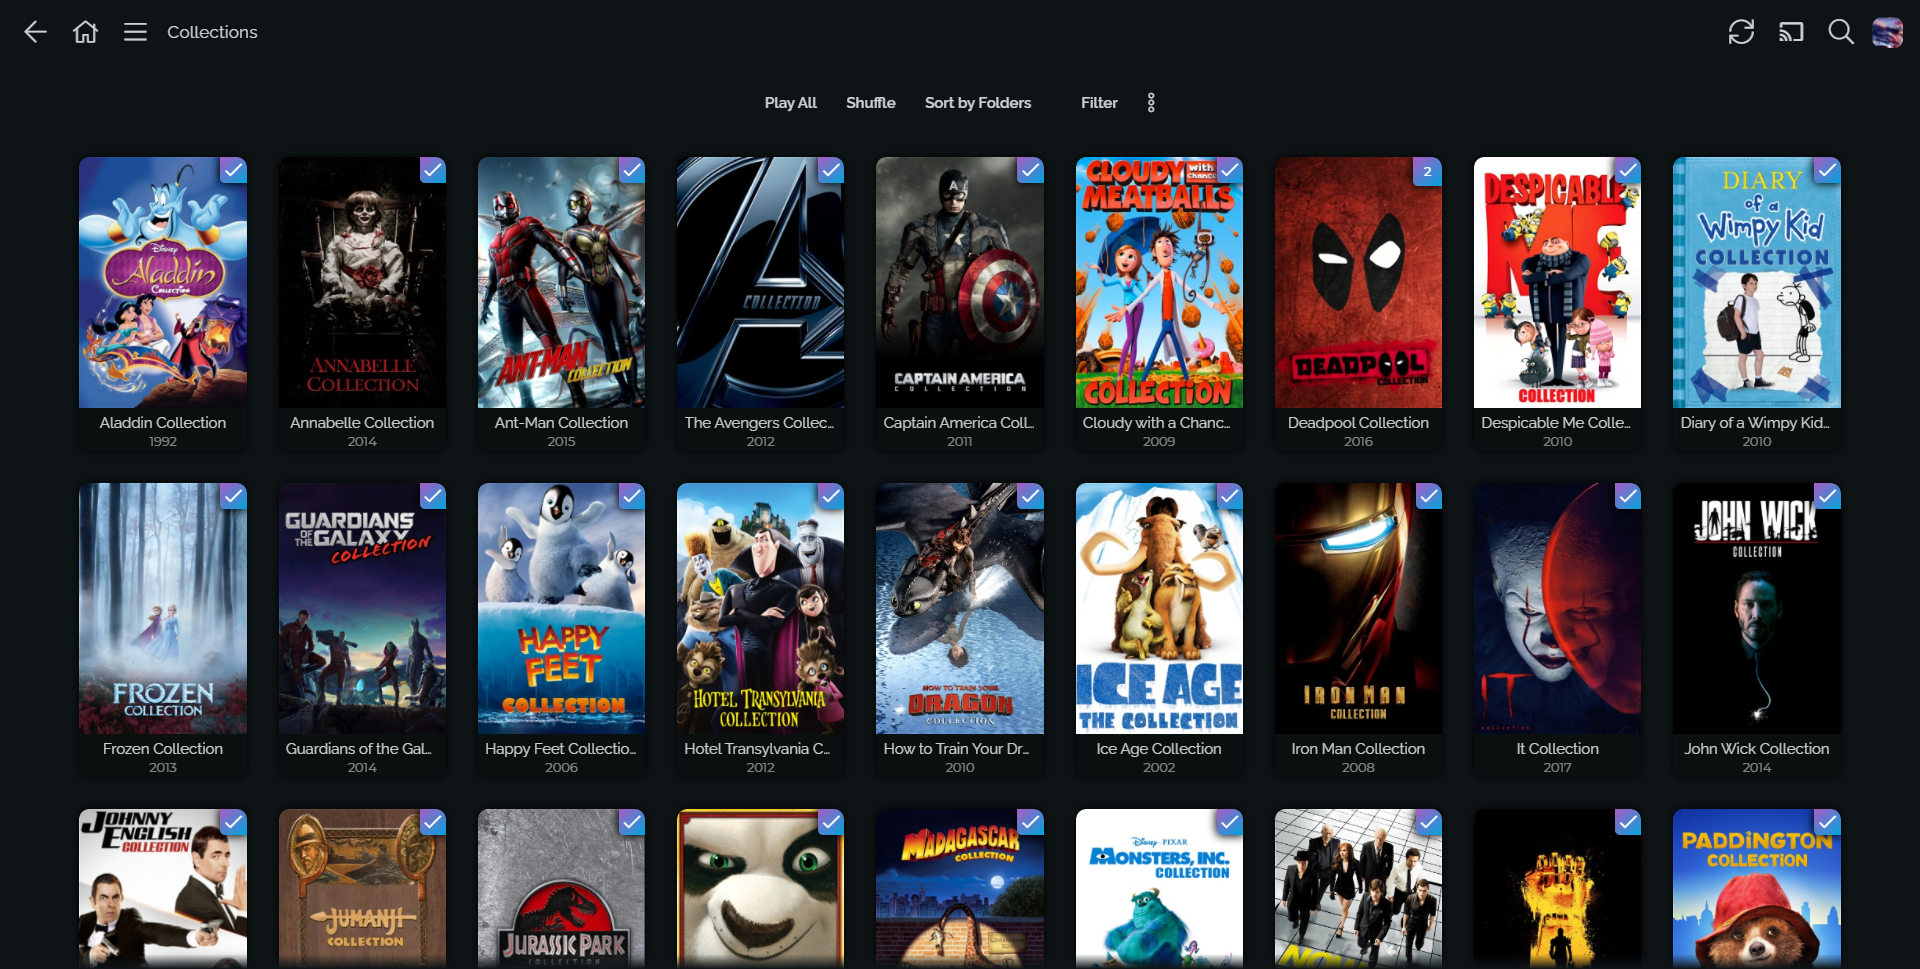 Collections
Play All
Shuffle
Sort by Folders
Filter
Disney
Aladdin
Collection
Aladdin Collection
1992
ANNABELLE
COLLECTION
Annabelle Collection
2014
ANT-MAN
COLLECTION
Ant-Man Collection
2015
COLLECTION
The Avengers Collec...
2012
CAPTAIN AMERICA
COLLECTION
Captain America Coll...
2011
CLOUDY
with
chance
MEATBALLS
COLLECTION
Cloudy with a Chanc...
2009
2
DEADPOOL
COLLECTION
Deadpool Collection
2016
DESPICABLE
ME
COLLECTION
Despicable Me Colle...
2010
DIARY
of a
Wimpy Kid
COLLECTION
Diary of a Wimpy Kid...
2010
FROZEN
COLLECTION
Frozen Collection
2013
GUARDIANS
OF THE
GALAXY
COLLECTION
Guardians of the Gal...
2014
HAPPY
FEET
COLLECTION
Happy Feet Collectio...
2006
HOTEL TRANSYLVANIA
COLLECTION
Hotel Transylvania C...
2012
HOW TO TRAIN YOUR
DRAGON
COLLECTION
How to Train Your Dr...
2010
ICE AGE
THE COLLECTION
Ice Age Collection
2002
IRON MAN
COLLECTION
Iron Man Collection
2008
IT
collection
It Collection
2017
JOHN WICK
COLLECTION
John Wick Collection
2014
JOHNNY
ENGLISH
COLLECTION
JUMANJI
COLLECTION
JURASSIC PARK
COLLECTION
MADAGASCAR
COLLECTION
Disney · PIXAR
MONSTERS, INC.
COLLECTION
NOW
PADDINGTON
COLLECTION